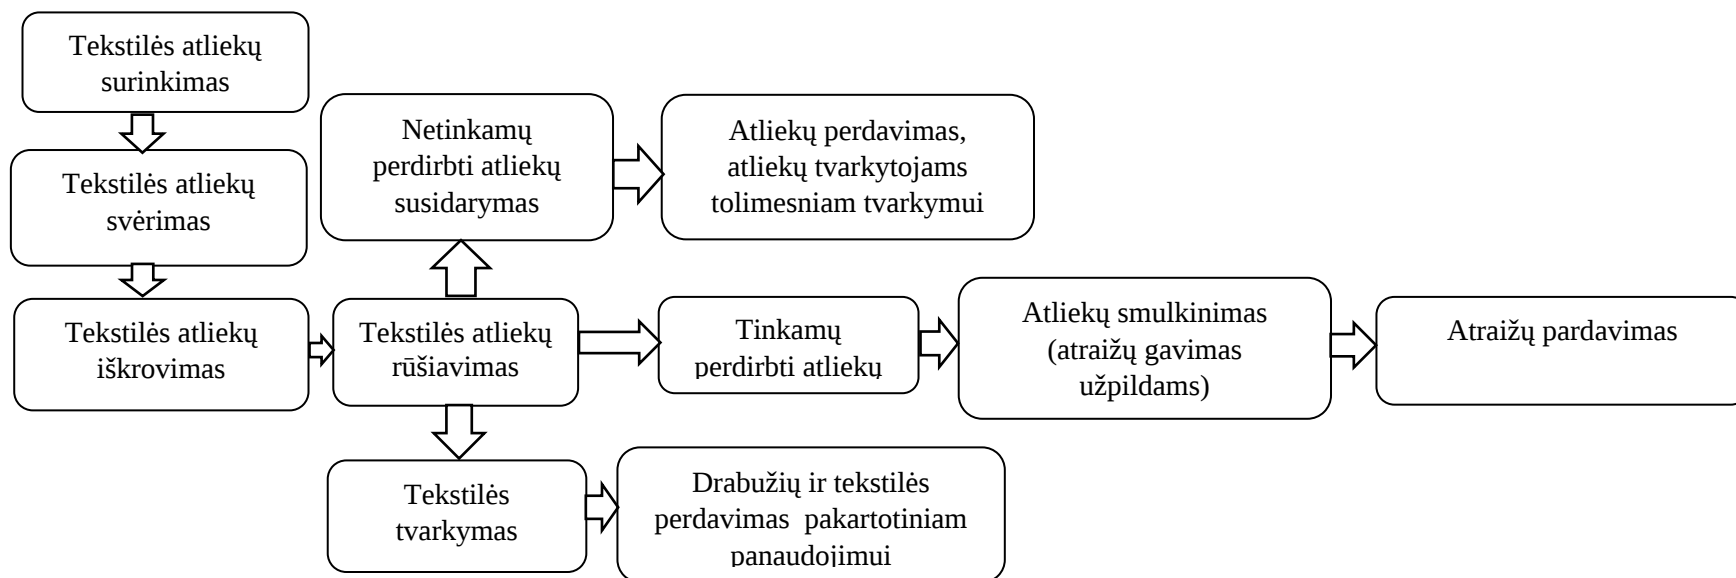 Tekstilės atliekų
surinkimas
Tekstilės atliekų
svėrimas
Tekstilės atliekų
iškrovimas
Tekstilės atliekų
rūšiavimas
Netinkamų
perdirbti atliekų
susidarymas
Atliekų perdavimas,
atliekų tvarkytojams
tolimesniam tvarkymui
Tinkamų
perdirbti atliekų
Atliekų smulkinimas
(atraižų gavimas
užpildams)
Atraižų pardavimas
Tekstilės
tvarkymas
Drabužių ir tekstilės
perdavimas  pakartotiniam
panaudojimui